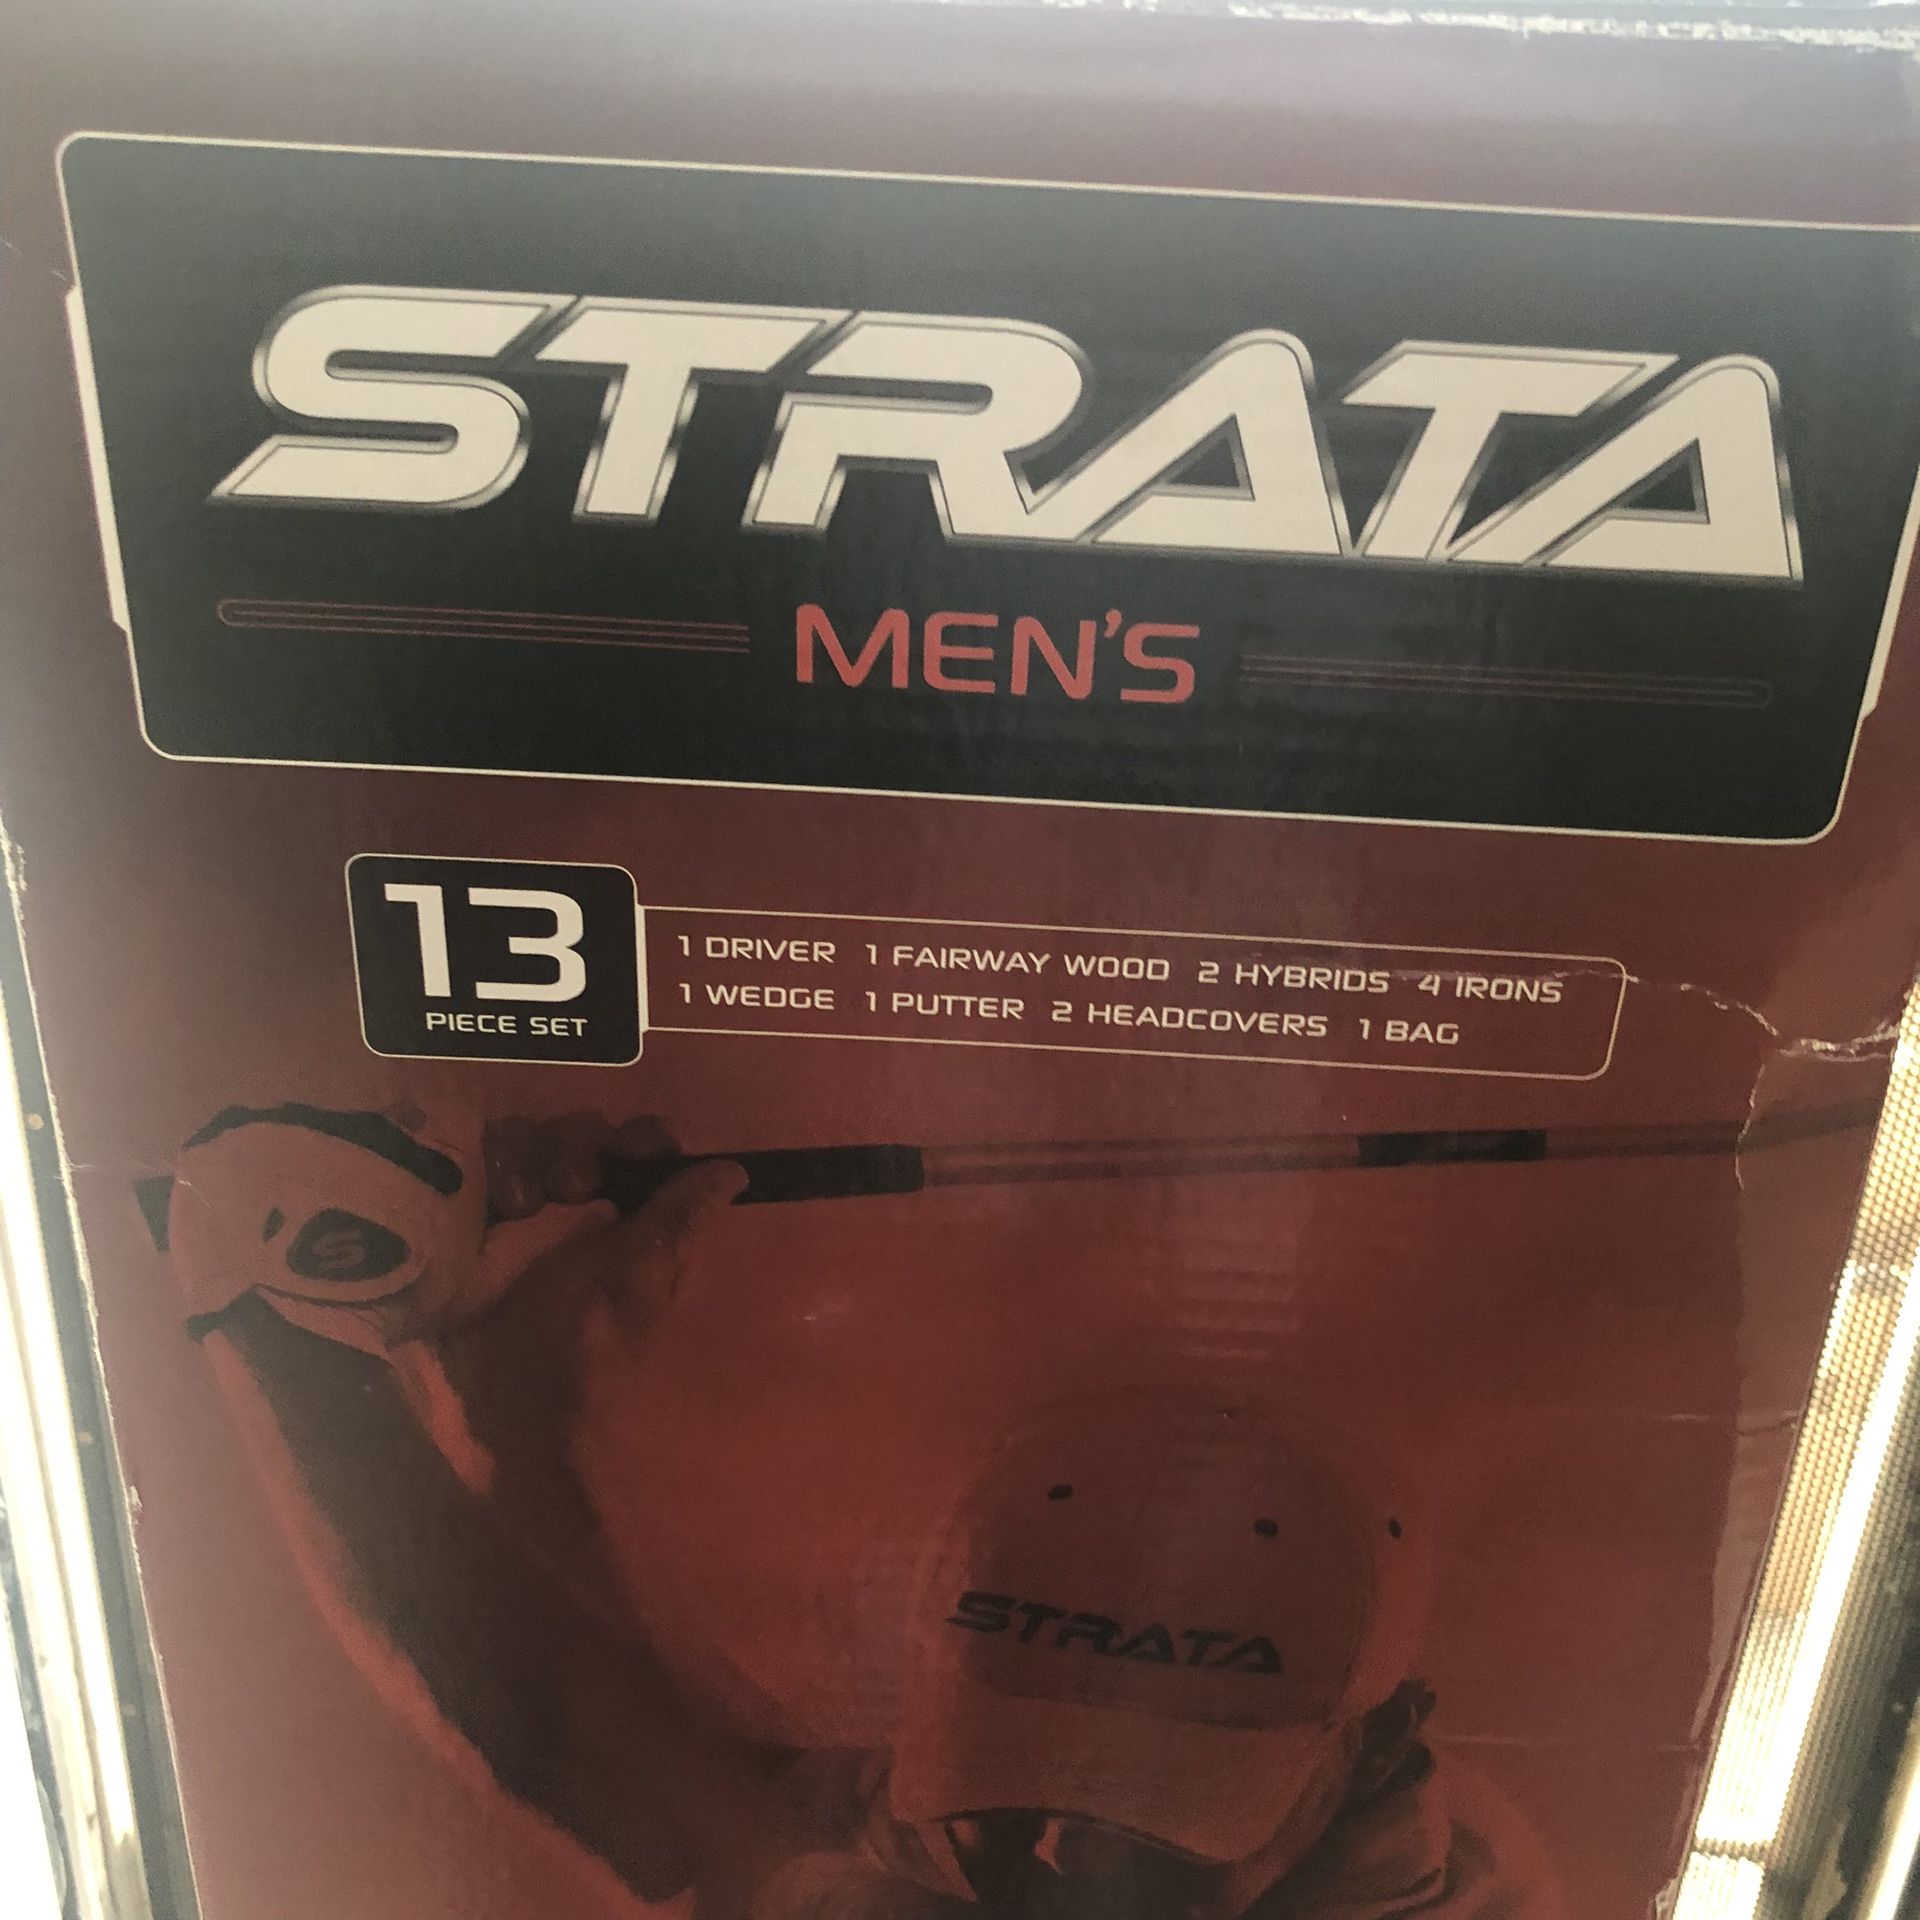 STRATA
MEN'S
13
PIECE SET
1 DRIVER 1 FAIRWAY WOOD 2 HYBRIDS 4 IRONS
1 WEDGE 1 PUTTER 2 HEADCOVERS 1 BAG
S
STRATA